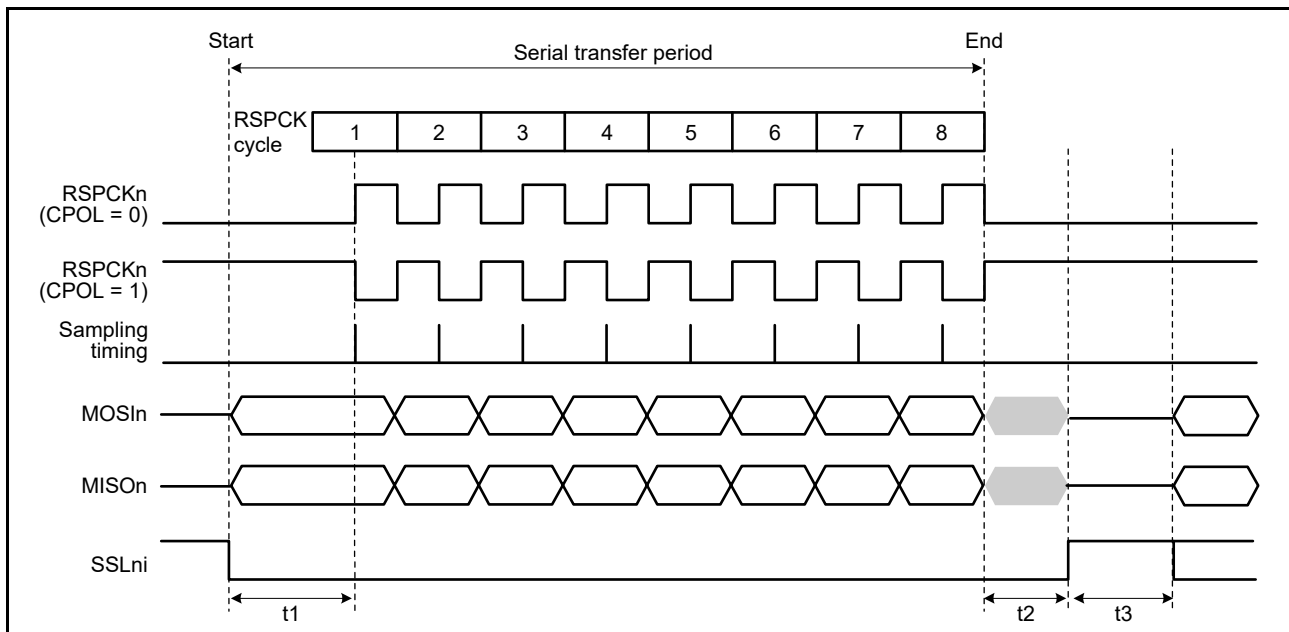 Start
End
Serial transfer period
RSPCK
cycle
1 2 3 4 5 6 7 8
RSPCKn
(CPOL = 0)
RSPCKn
(CPOL = 1)
Sampling
timing
MOSIn
MISOn
SSLni
t1 t2 t3